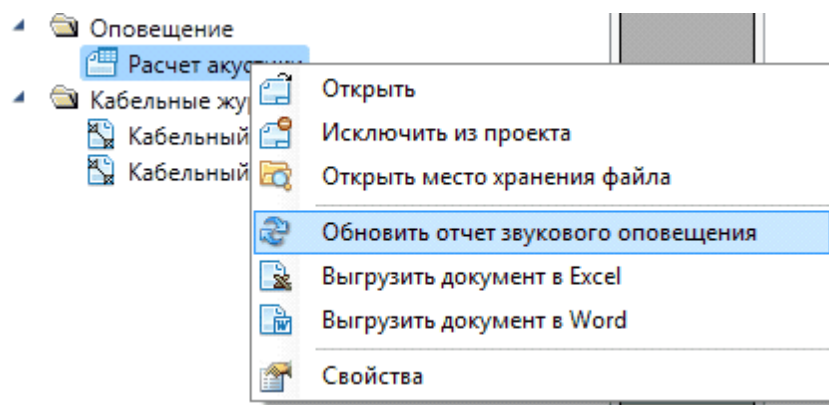 Оповещение
Расчет
Кабельные
Кабельный
Кабельный
Открыть
Исключить из проекта
Открыть место хранения файла
Обновить отчет звукового оповещения
Выгрузить документ в Excel
Выгрузить документ в Word
Свойства